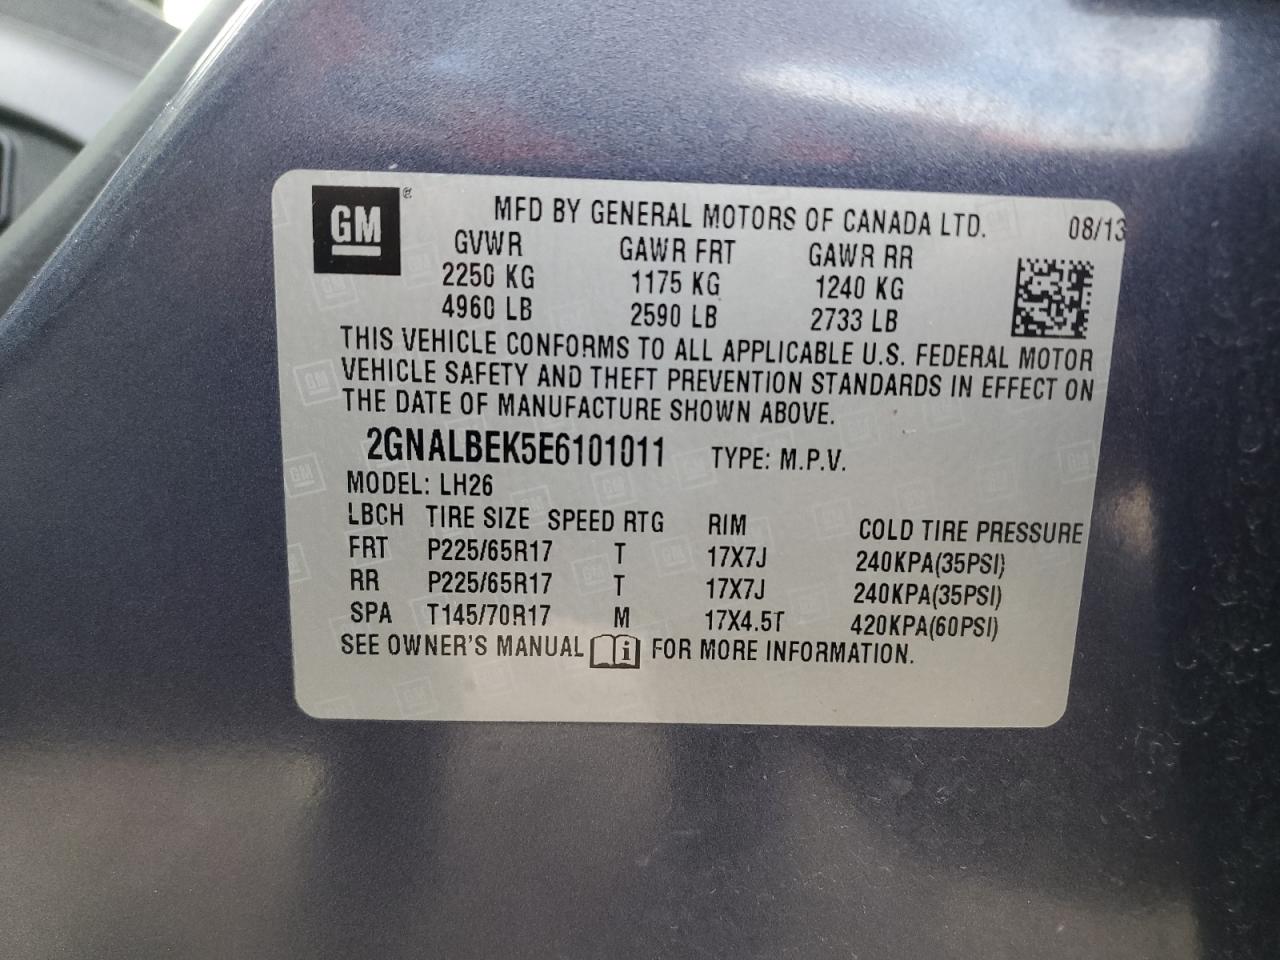 GM®
MFD BY GENERAL MOTORS OF CANADA LTD. 08/13
GVWR GAWR FRT GAWR RR
2250 KG 1175 KG 1240 KG
4960 LB 2590 LB 2733 LB
THIS VEHICLE CONFORMS TO ALL APPLICABLE U.S. FEDERAL MOTOR
VEHICLE SAFETY AND THEFT PREVENTION STANDARDS IN EFFECT ON
THE DATE OF MANUFACTURE SHOWN ABOVE.
2GNALBEK5E6101011 TYPE: M.P.V.
MODEL: LH26
LBCH TIRE SIZE SPEED RTG RIM COLD TIRE PRESSURE
FRT P225/65R17 T 17X7J 240KPA(35PSI)
RR P225/65R17 T 17X7J 240KPA(35PSI)
SPA T145/70R17 M 17X4.5T 420KPA(60PSI)
SEE OWNER'S MANUAL i FOR MORE INFORMATION.